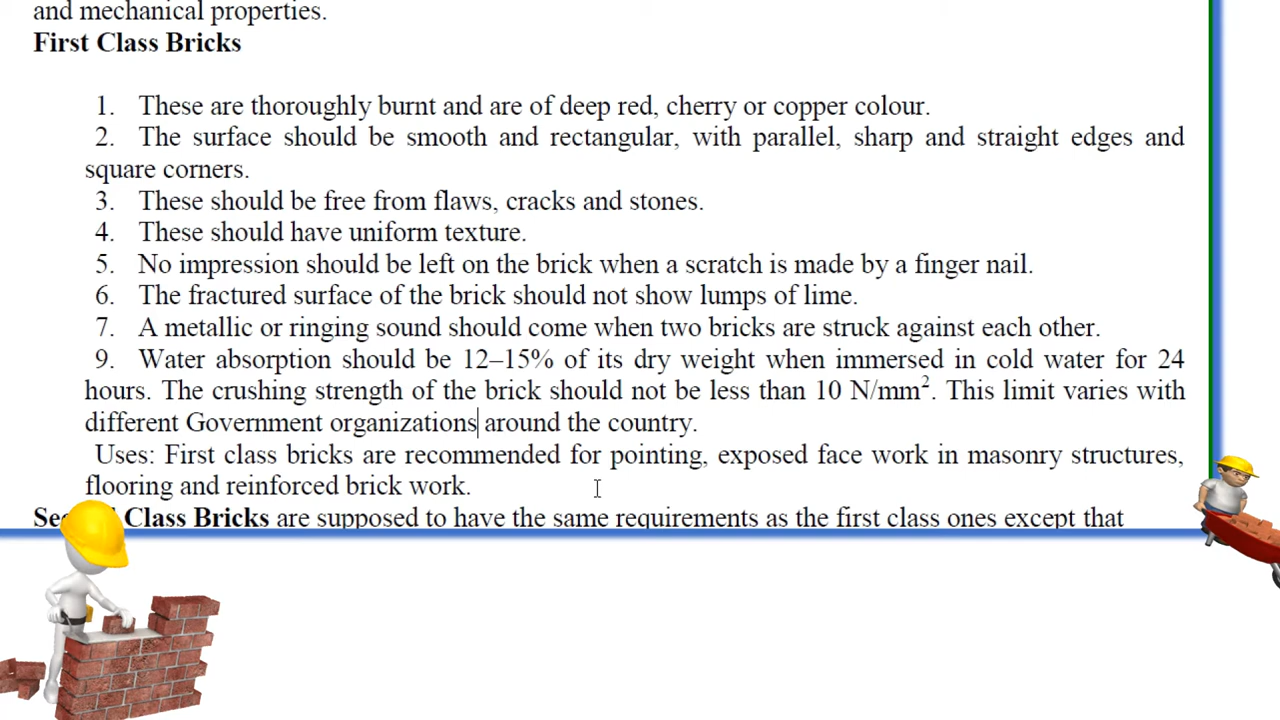 and mechanical properties.
First Class Bricks
1. These are thoroughly burnt and are of deep red, cherry or copper colour.
2. The surface should be smooth and rectangular, with parallel, sharp and straight edges and
square corners.
3. These should be free from flaws, cracks and stones.
4. These should have uniform texture.
5. No impression should be left on the brick when a scratch is made by a finger nail.
6. The fractured surface of the brick should not show lumps of lime.
7. A metallic or ringing sound should come when two bricks are struck against each other.
9. Water absorption should be 12–15% of its dry weight when immersed in cold water for 24
hours. The crushing strength of the brick should not be less than 10 N/mm². This limit varies with
different Government organizations around the country.
Uses: First class bricks are recommended for pointing, exposed face work in masonry structures,
flooring and reinforced brick work.
Class Bricks are supposed to have the same requirements as the first class ones except that